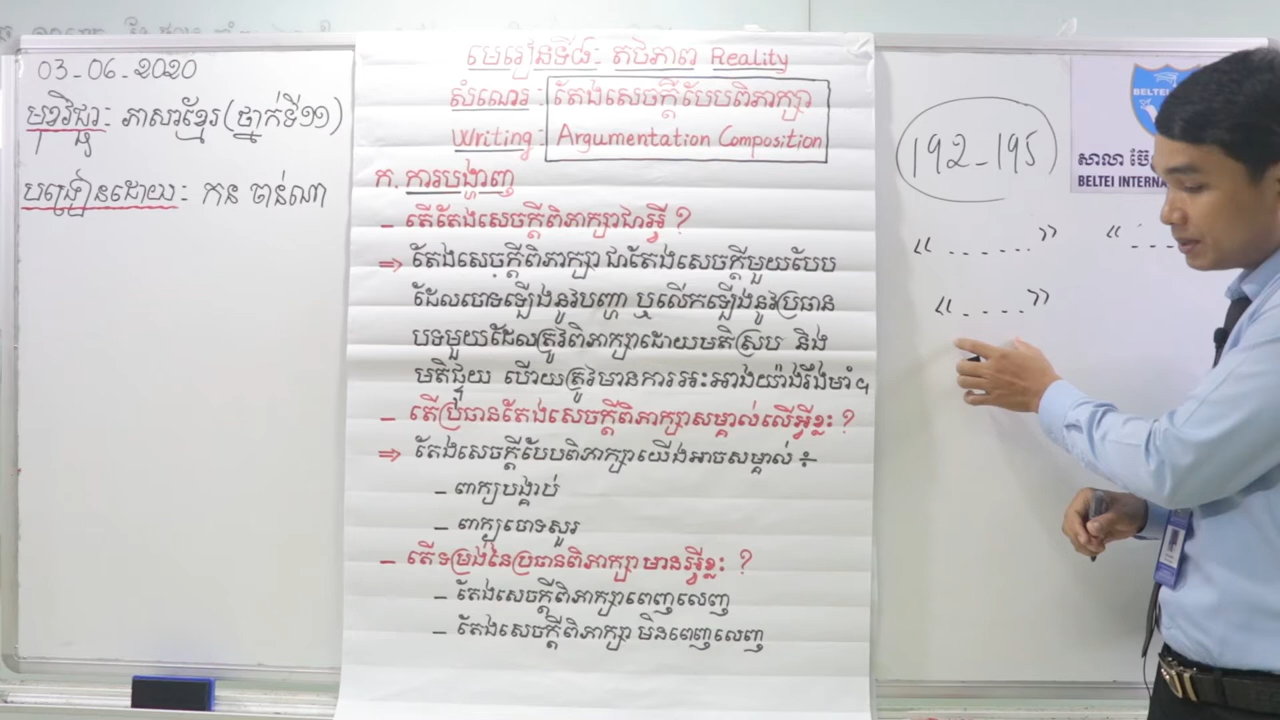 03-06-2020
មុខវិជ្ជា: ភាសាខ្មែរ(ថ្នាក់ទី១១)
បង្រៀនដោយ: កន ចាន់ណា
មេរៀនទី៨: តថិភាព Reality
សំណេរ: តែងសេចក្តីបែបពិភាក្សា
Writing: Argumentation Composition
ក. ការបង្ហាញ
- តើតែងសេចក្តីពិភាក្សាជាអ្វី ?
⇒ តែងសេចក្តីពិភាក្សា ជាតែងសេចក្តីមួយបែប
ដែលចោទឡើងនូវបញ្ហា ឬលើកឡើងនូវប្រធាន
បទមួយដែលត្រូវពិភាក្សាដោយមតិស្រប និង
មតិផ្ទុយ ហើយត្រូវមានការអះអាងយ៉ាងរឹងមាំ ។
- តើប្រធានតែងសេចក្តីពិភាក្សាសម្គាល់លើអ្វីខ្លះ ?
⇒ តែងសេចក្តីបែបពិភាក្សាយើងអាចសម្គាល់ ÷
- ពាក្យបង្គាប់
- ពាក្យចោទសួរ
- តើទម្រង់នៃប្រធានពិភាក្សាមានអ្វីខ្លះ ?
- តែងសេចក្តីពិភាក្សាពេញលេញ
- តែងសេចក្តីពិភាក្សា មិនពេញលេញ
192-195
« ...... »
« ...
« .... »
BELTEI
សាលា ប៊ែ
BELTEI INTERNA